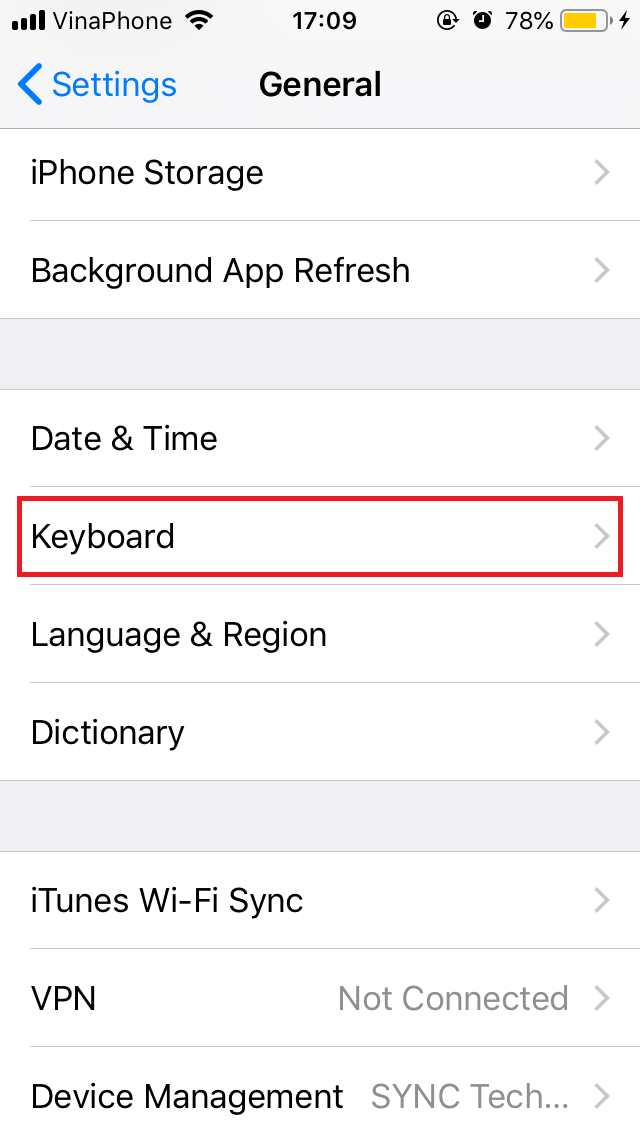 VinaPhone 17:09 78%
Settings General
iPhone Storage
Background App Refresh
Date & Time
Keyboard
Language & Region
Dictionary
iTunes Wi-Fi Sync
VPN Not Connected
Device Management SYNC Tech...